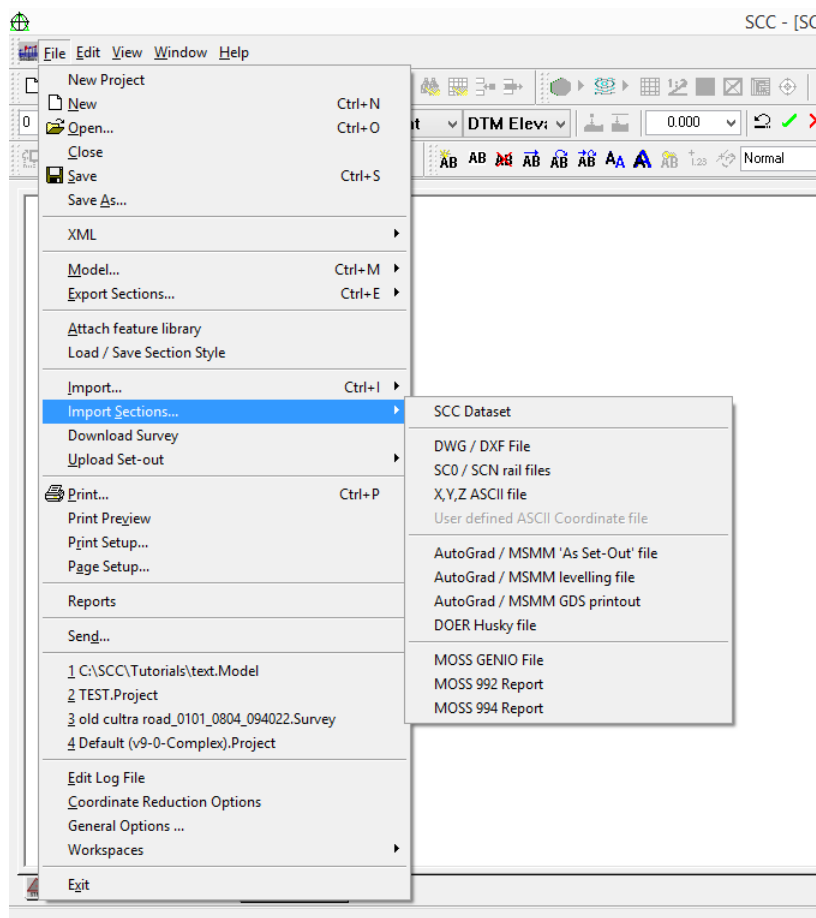 SCC - [SC
File Edit View Window Help
New Project
New Ctrl+N
Open... Ctrl+O
Close
Save Ctrl+S
Save As...
XML
Model... Ctrl+M
Export Sections... Ctrl+E
Attach feature library
Load / Save Section Style
Import... Ctrl+I
Import Sections...
Download Survey
Upload Set-out
Print... Ctrl+P
Print Preview
Print Setup...
Page Setup...
Reports
Send...
1 C:\SCC\Tutorials\text.Model
2 TEST.Project
3 old cultra road_0101_0804_094022.Survey
4 Default (v9-0-Complex).Project
Edit Log File
Coordinate Reduction Options
General Options ...
Workspaces
Exit
SCC Dataset
DWG / DXF File
SC0 / SCN rail files
X,Y,Z ASCII file
User defined ASCII Coordinate file
AutoGrad / MSMM 'As Set-Out' file
AutoGrad / MSMM levelling file
AutoGrad / MSMM GDS printout
DOER Husky file
MOSS GENIO File
MOSS 992 Report
MOSS 994 Report
0
nt DTM Eleva 0.000
AB AB AB AB AB AB AA A AB 1.23 Normal